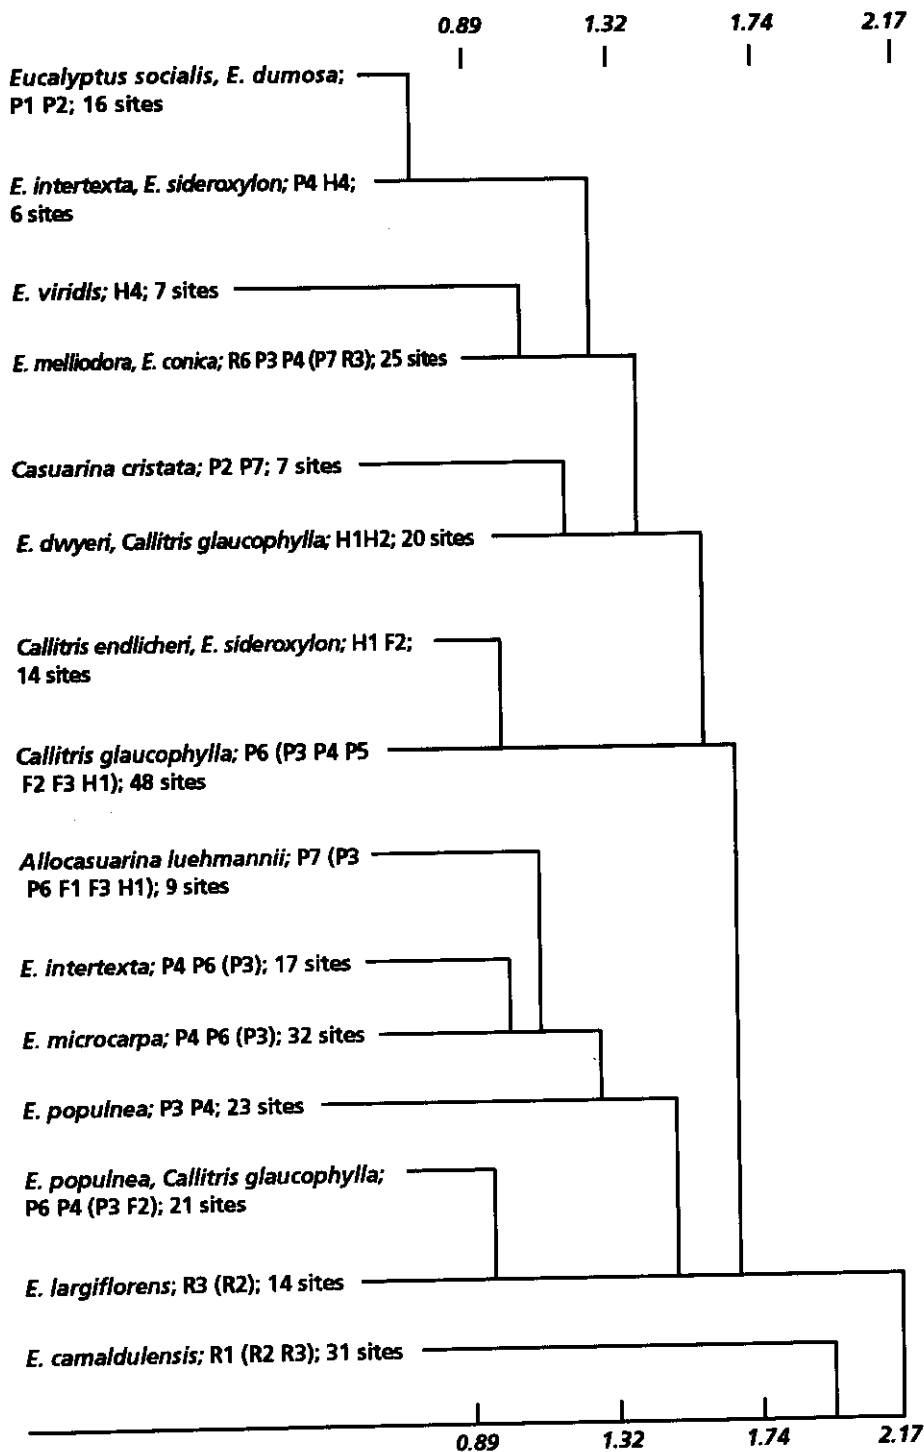 0.89 1.32 1.74 2.17
Eucalyptus socialis, E. dumosa;
P1 P2; 16 sites
E. intertexta, E. sideroxylon; P4 H4;
6 sites
E. viridis; H4; 7 sites
E. melliodora, E. conica; R6 P3 P4 (P7 R3); 25 sites
Casuarina cristata; P2 P7; 7 sites
E. dwyeri, Callitris glaucophylla; H1H2; 20 sites
Callitris endlicheri, E. sideroxylon; H1 F2;
14 sites
Callitris glaucophylla; P6 (P3 P4 P5
F2 F3 H1); 48 sites
Allocasuarina luehmannii; P7 (P3
P6 F1 F3 H1); 9 sites
E. intertexta; P4 P6 (P3); 17 sites
E. microcarpa; P4 P6 (P3); 32 sites
E. populnea; P3 P4; 23 sites
E. populnea, Callitris glaucophylla;
P6 P4 (P3 F2); 21 sites
E. largiflorens; R3 (R2); 14 sites
E. camaldulensis; R1 (R2 R3); 31 sites
0.89 1.32 1.74 2.17